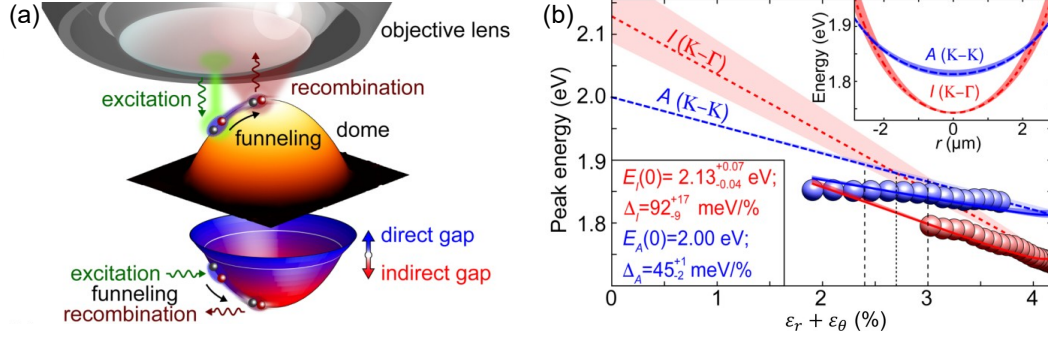 (a)
objective lens
recombination
excitation
funneling
dome
direct gap
excitation
indirect gap
funneling
recombination
(b)
Peak energy (eV)
2.1
2.0
1.9
1.8
I (K−Γ)
A (K−K)
E_I(0)= 2.13 +0.07 -0.04 eV;
Δ_I=92 +17 -9 meV/%
E_A(0)=2.00 eV;
Δ_A=45 +1 -2 meV/%
0
1
2
3
4
ε_r + ε_θ (%)
Energy (eV)
1.9
1.8
A (K−K)
I (K−Γ)
-2
0
2
r (μm)